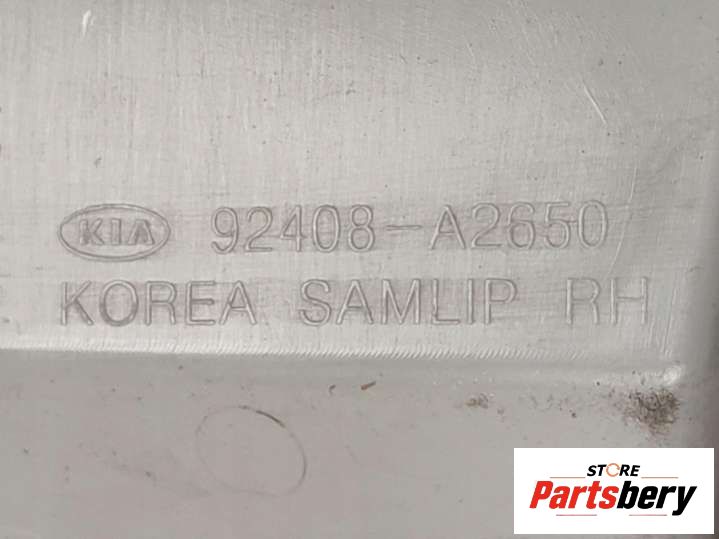 KIA 92408-A2650
KOREA SAMLIP RH
STORE
Partsbery